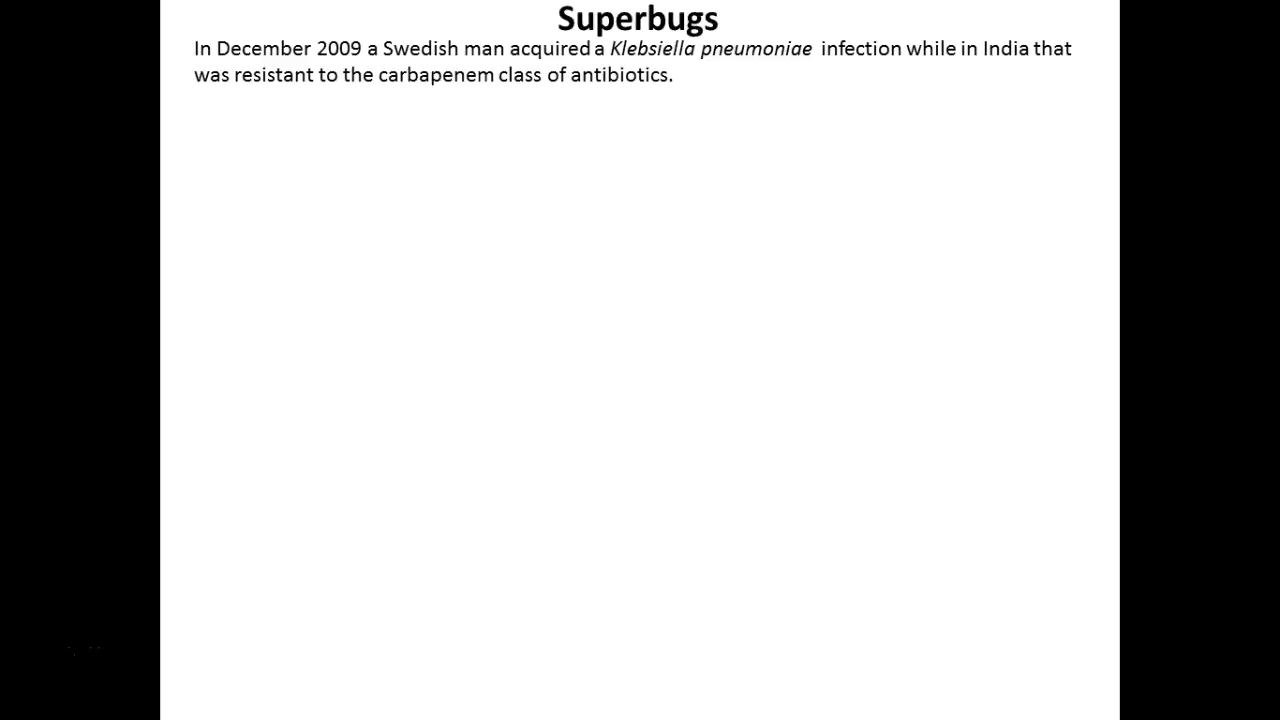 Superbugs
In December 2009 a Swedish man acquired a Klebsiella pneumoniae infection while in India that
was resistant to the carbapenem class of antibiotics.